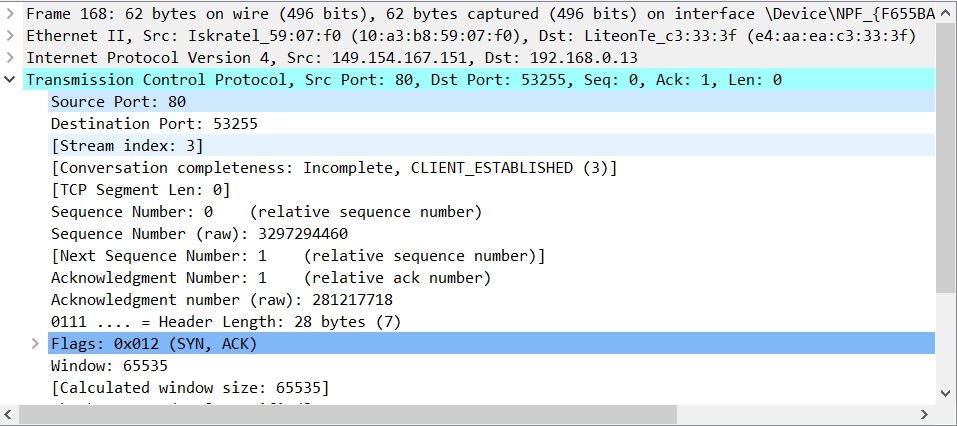 Frame 168: 62 bytes on wire (496 bits), 62 bytes captured (496 bits) on interface \Device\NPF_{F655BA
Ethernet II, Src: Iskratel_59:07:f0 (10:a3:b8:59:07:f0), Dst: LiteonTe_c3:33:3f (e4:aa:ea:c3:33:3f)
Internet Protocol Version 4, Src: 149.154.167.151, Dst: 192.168.0.13
Transmission Control Protocol, Src Port: 80, Dst Port: 53255, Seq: 0, Ack: 1, Len: 0
Source Port: 80
Destination Port: 53255
[Stream index: 3]
[Conversation completeness: Incomplete, CLIENT_ESTABLISHED (3)]
[TCP Segment Len: 0]
Sequence Number: 0    (relative sequence number)
Sequence Number (raw): 3297294460
[Next Sequence Number: 1    (relative sequence number)]
Acknowledgment Number: 1    (relative ack number)
Acknowledgment number (raw): 281217718
0111 .... = Header Length: 28 bytes (7)
Flags: 0x012 (SYN, ACK)
Window: 65535
[Calculated window size: 65535]